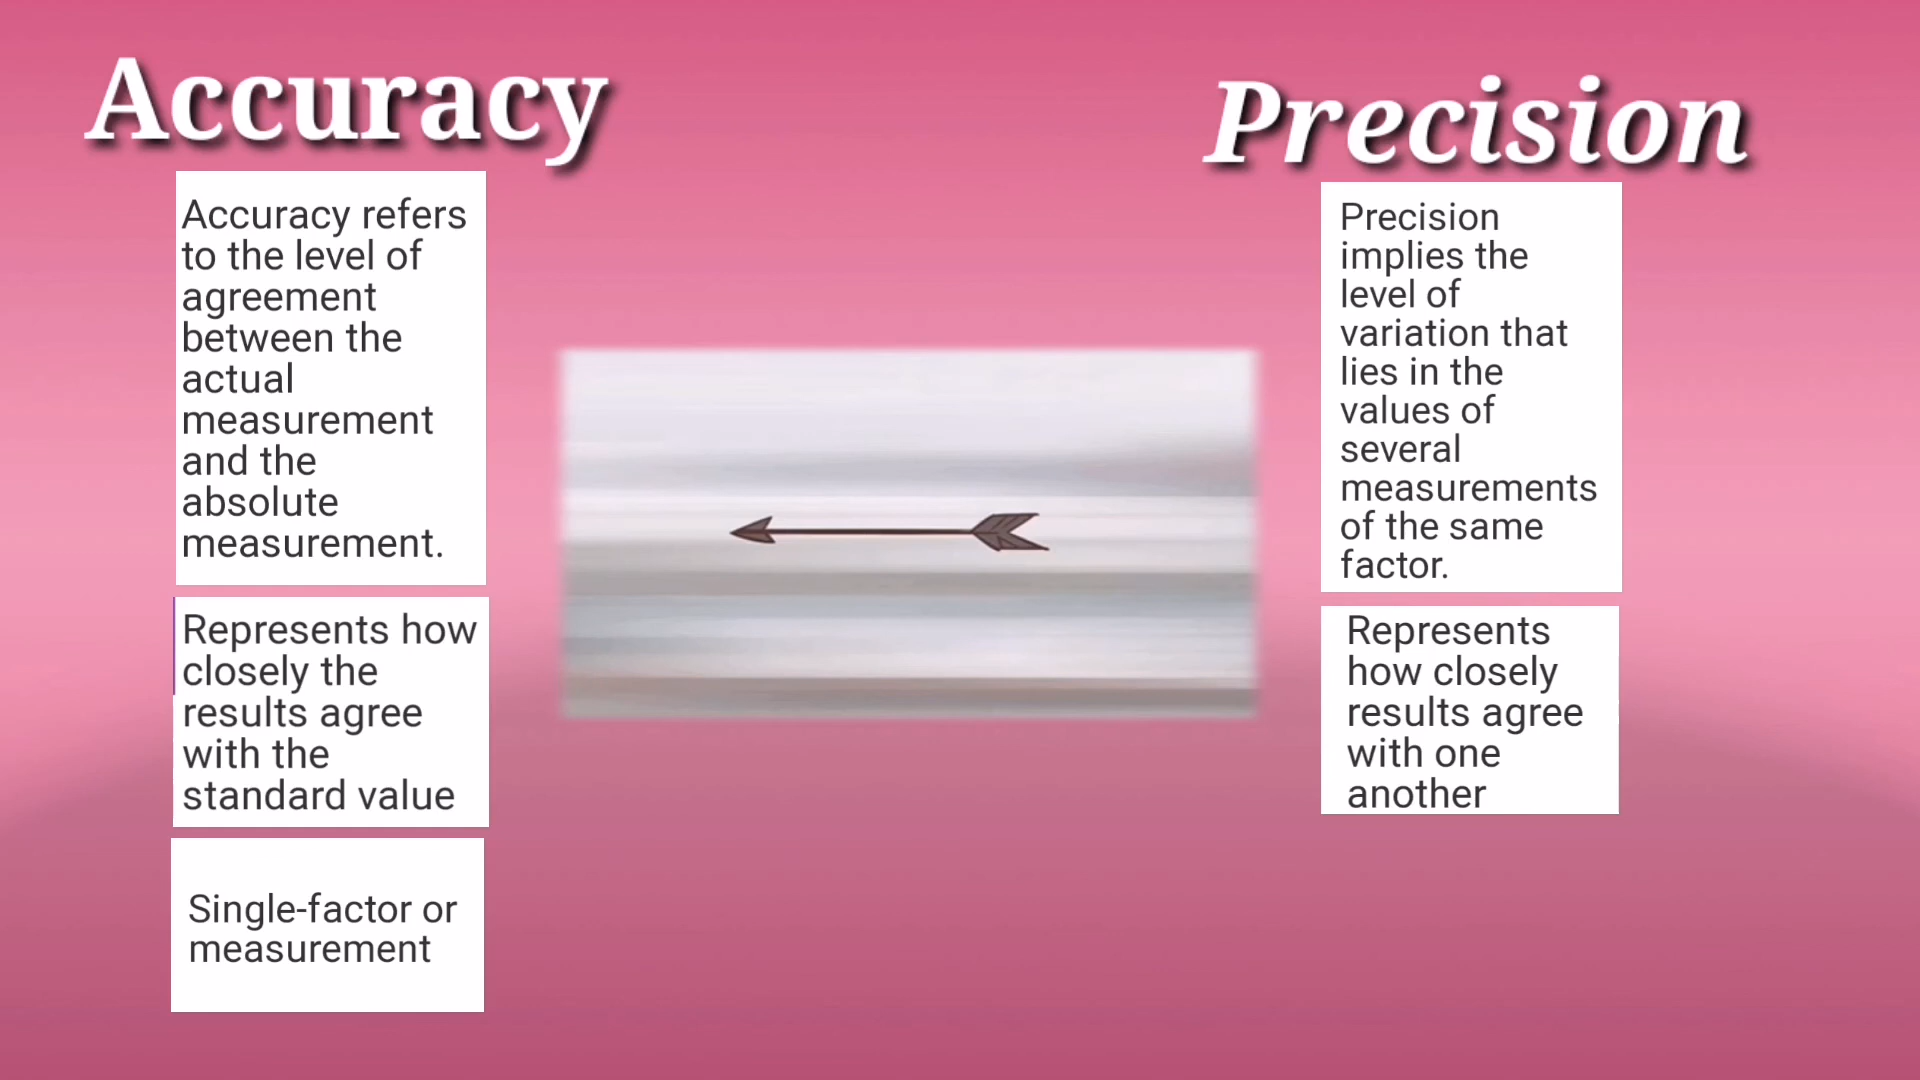 Accuracy
Accuracy refers
to the level of
agreement
between the
actual
measurement
and the
absolute
measurement.
Represents how
closely the
results agree
with the
standard value
Single-factor or
measurement
Precision
Precision
implies the
level of
variation that
lies in the
values of
several
measurements
of the same
factor.
Represents
how closely
results agree
with one
another